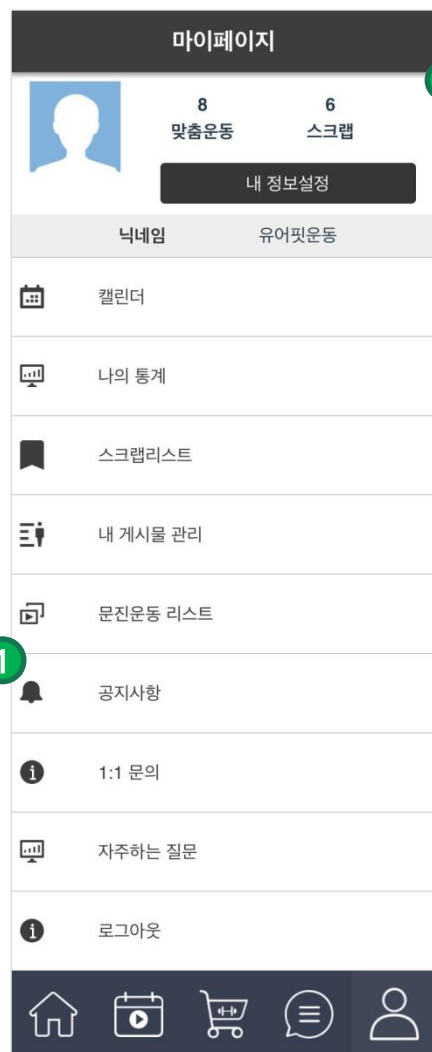 마이페이지
8 6
맞춤운동 스크랩
내 정보설정
닉네임 유어핏운동
캘린더
나의 통계
스크랩리스트
내 게시물 관리
문진운동 리스트
1
공지사항
1:1 문의
자주하는 질문
로그아웃